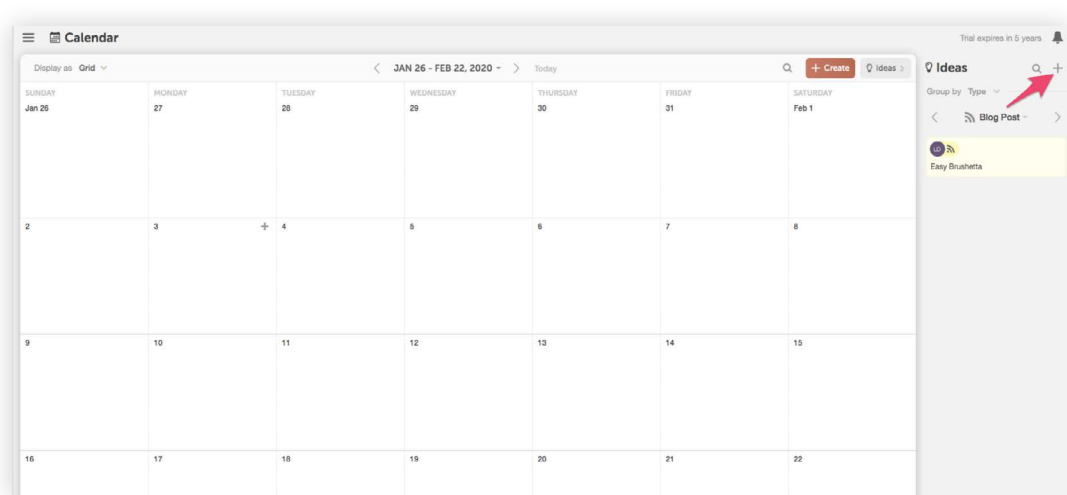 Calendar
Trial expires in 5 years
Display as Grid
JAN 26 - FEB 22, 2020
Today
+ Create
Ideas
Ideas
Group by Type
Blog Post
LD
Easy Brushetta
SUNDAY MONDAY TUESDAY WEDNESDAY THURSDAY FRIDAY SATURDAY
Jan 26 27 28 29 30 31 Feb 1
2 3 + 4 5 6 7 8
9 10 11 12 13 14 15
16 17 18 19 20 21 22